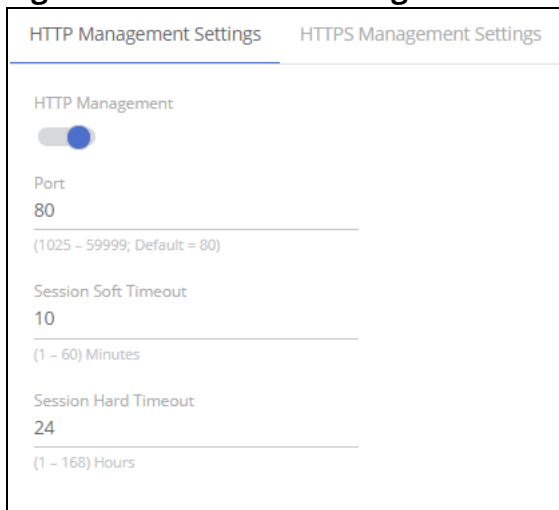 HTTP Management Settings HTTPS Management Settings
HTTP Management
Port
80
(1025 – 59999; Default = 80)
Session Soft Timeout
10
(1 – 60) Minutes
Session Hard Timeout
24
(1 – 168) Hours